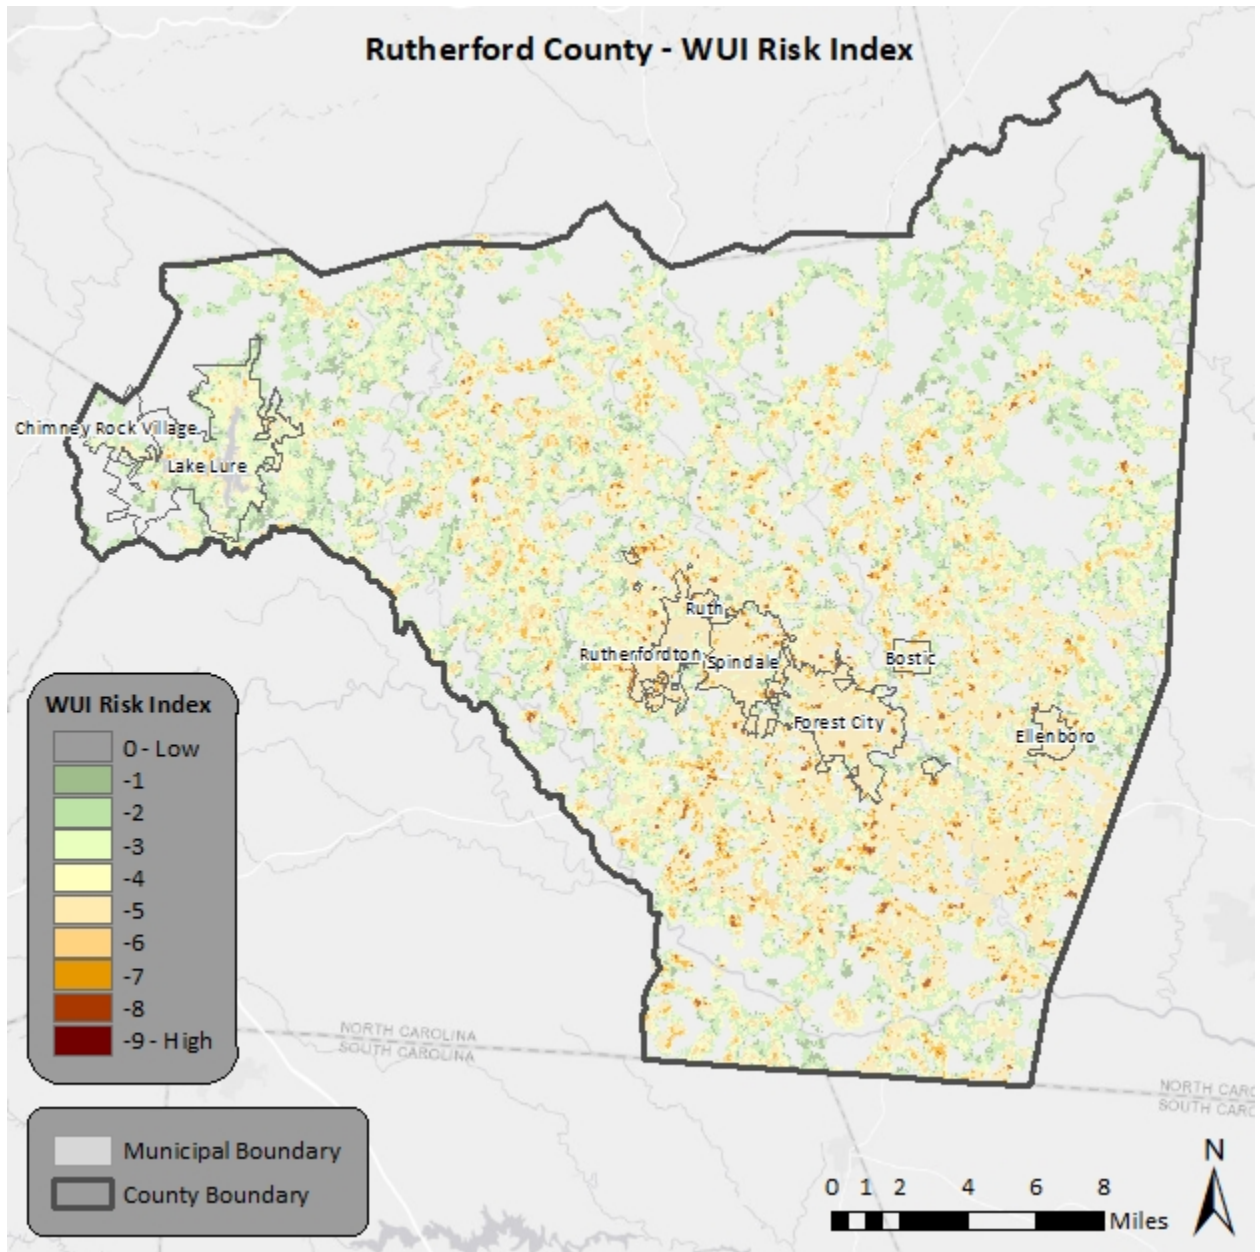 Rutherford County - WUI Risk Index
Chimney Rock Village
Lake Lure
Ruth
Rutherfordton
Spindale
Bostic
Forest City
Ellenboro
WUI Risk Index
0 - Low
-1
-2
-3
-4
-5
-6
-7
-8
-9 - High
NORTH CAROLINA
SOUTH CAROLINA
NORTH CARO
SOUTH CARO
Municipal Boundary
County Boundary
N
0 1 2 4 6 8
Miles